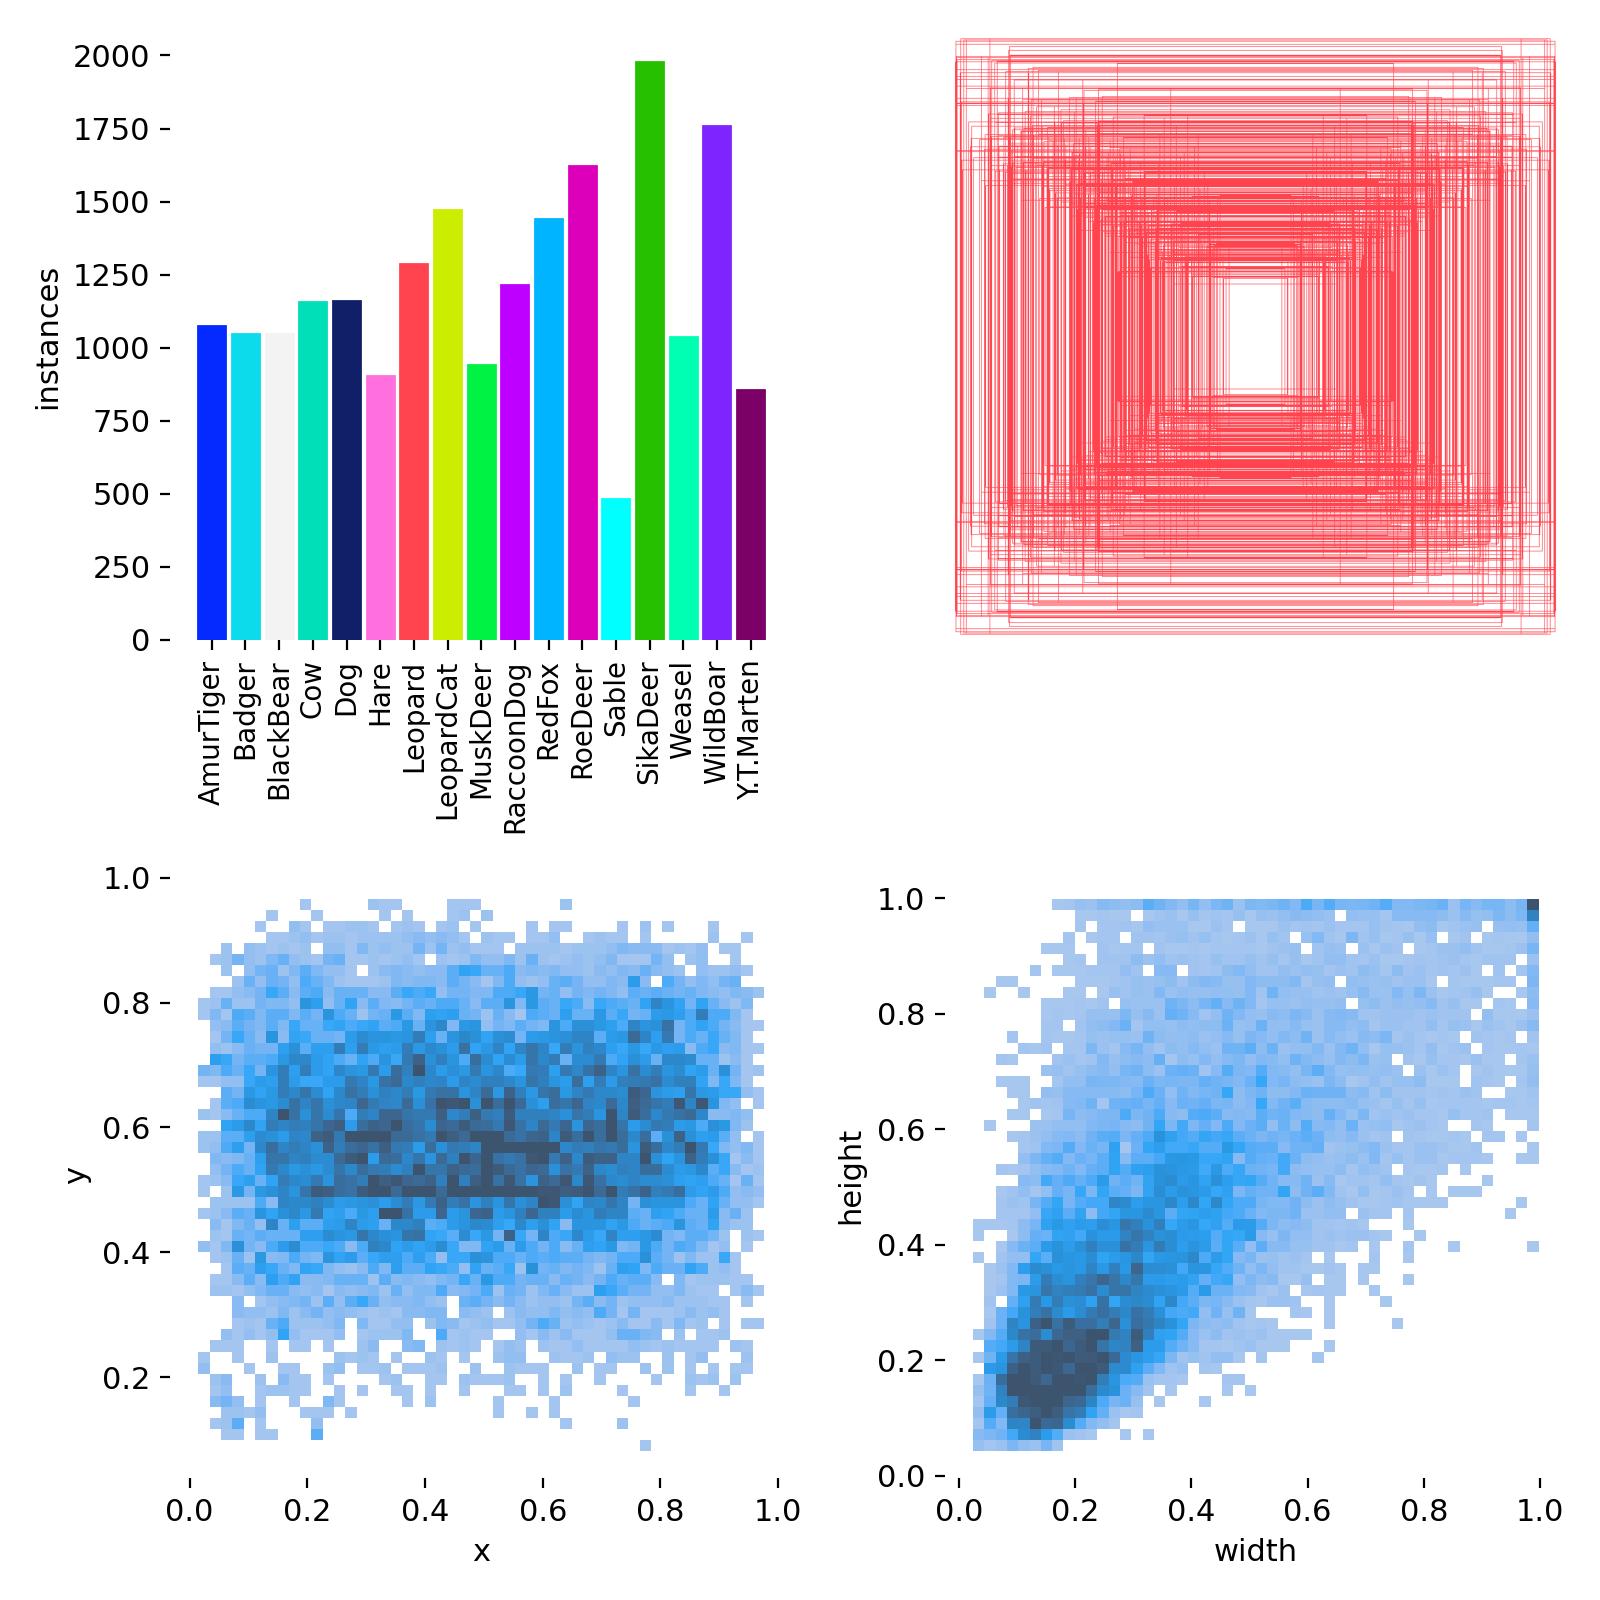 2000
1750
1500
1250
1000
750
500
250
0
instances
AmurTiger
Badger
BlackBear
Cow
Dog
Hare
Leopard
LeopardCat
MuskDeer
RaccoonDog
RedFox
RoeDeer
Sable
SikaDeer
Weasel
WildBoar
Y.T.Marten
1.0
0.8
0.6
0.4
0.2
y
0.0 0.2 0.4 0.6 0.8 1.0
x
1.0
0.8
0.6
0.4
0.2
0.0
height
0.0 0.2 0.4 0.6 0.8 1.0
width